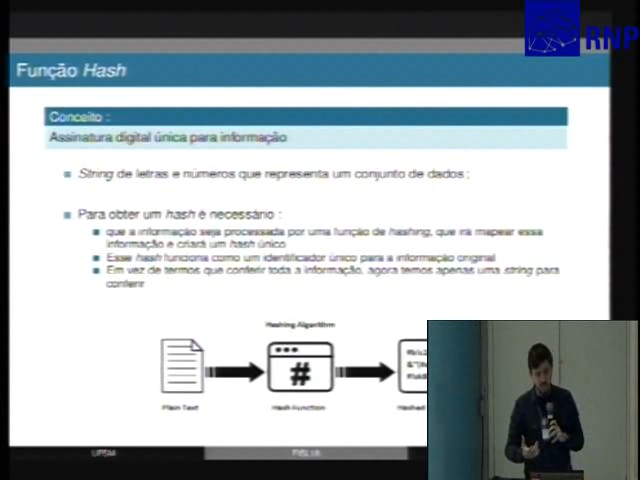 RNP
Função Hash
Conceito :
Assinatura digital única para informação
String de letras e números que representa um conjunto de dados;
Para obter um hash é necessário :
que a informação seja processada por uma função de hashing, que irá mapear essa
informação e criará um hash único
Esse hash funciona como um identificador único para a informação original
Em vez de termos que conferir toda a informação, agora temos apenas uma string para
conferir
Hashing Algorithm
#
Plain Text
Hash Function
Hashed
UFSM